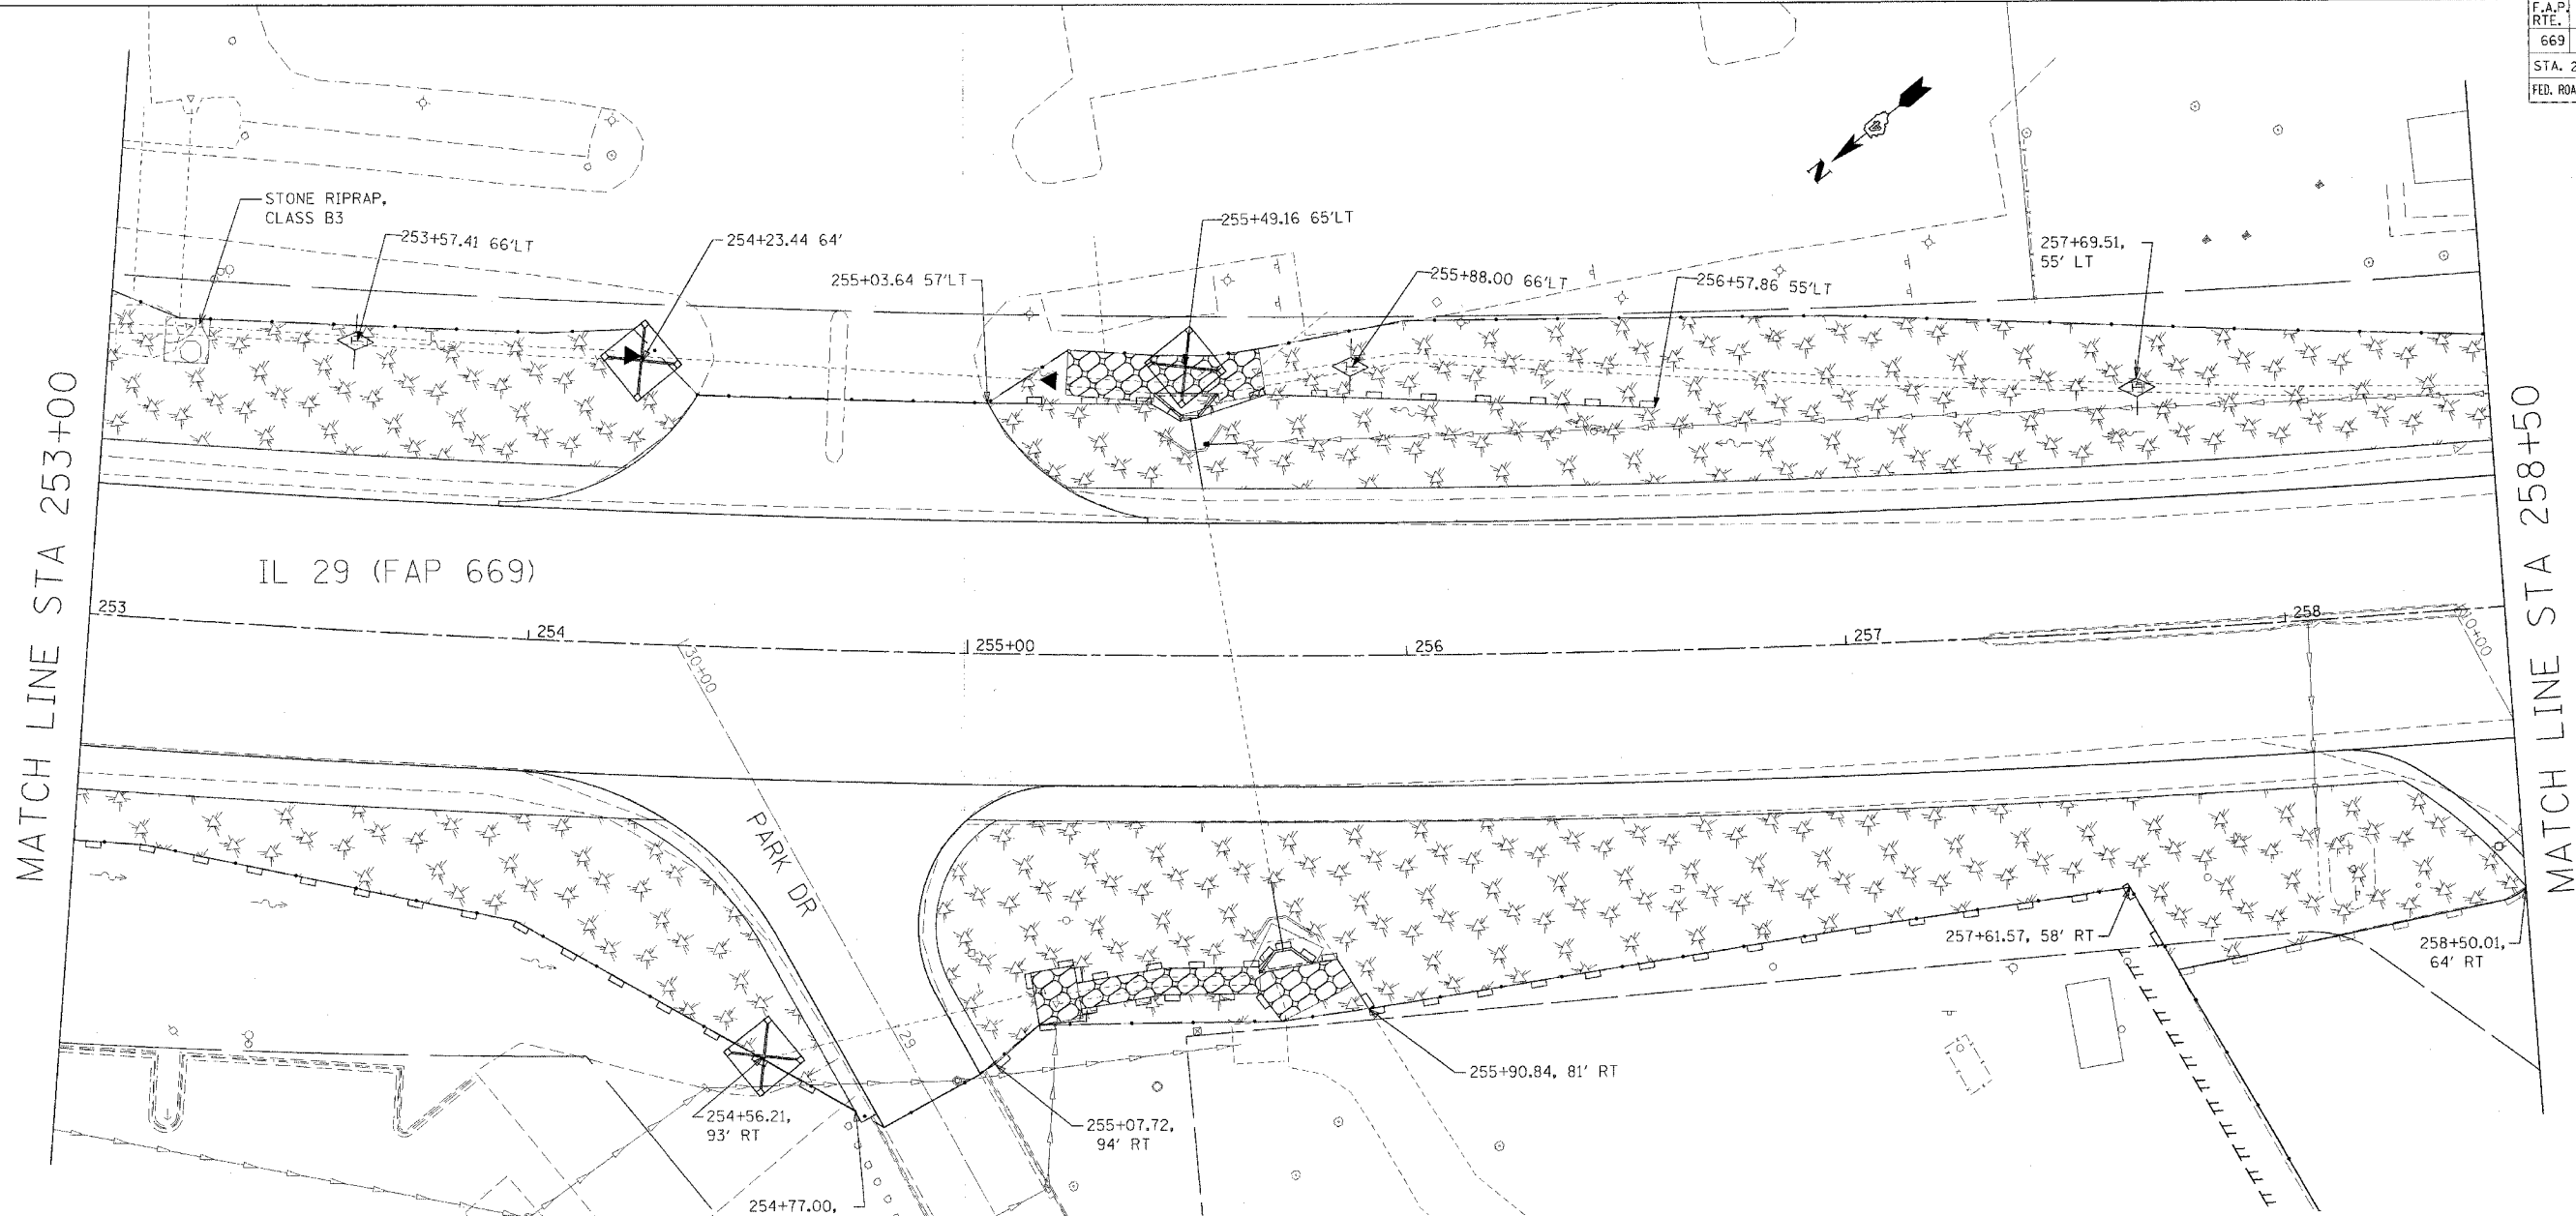 F.A.P.
RTE.
669
STA. 2
FED. ROA
N
STONE RIPRAP,
CLASS B3
253+57.41 66'LT
254+23.44 64'
255+03.64 57'LT
255+49.16 65'LT
255+88.00 66'LT
256+57.86 55'LT
257+69.51,
55' LT
MATCH LINE STA 253+00
MATCH LINE STA 258+50
IL 29 (FAP 669)
253
254
255+00
256
257
258
30+00
10+00
PARK DR
29
257+61.57, 58' RT
258+50.01,
64' RT
255+90.84, 81' RT
254+56.21,
93' RT
255+07.72,
94' RT
254+77.00,